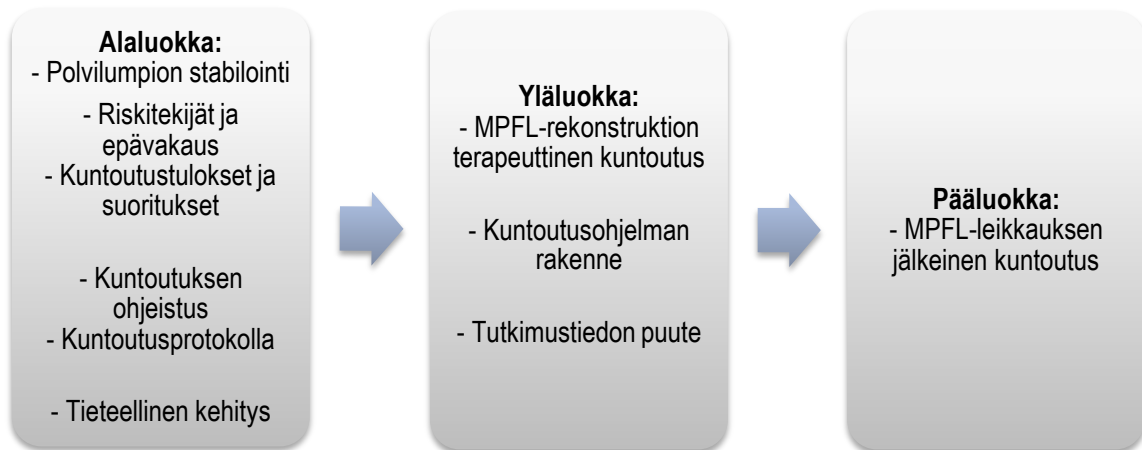 Alaluokka:
- Polvilumpion stabilointi
- Riskitekijät ja
epävakaus
- Kuntoutustulokset ja
suoritukset
- Kuntoutuksen
ohjeistus
- Kuntoutusprotokolla
- Tieteellinen kehitys
Yläluokka:
- MPFL-rekonstruktion
terapeuttinen kuntoutus
- Kuntoutusohjelman
rakenne
- Tutkimustiedon puute
Pääluokka:
- MPFL-leikkauksen
jälkeinen kuntoutus